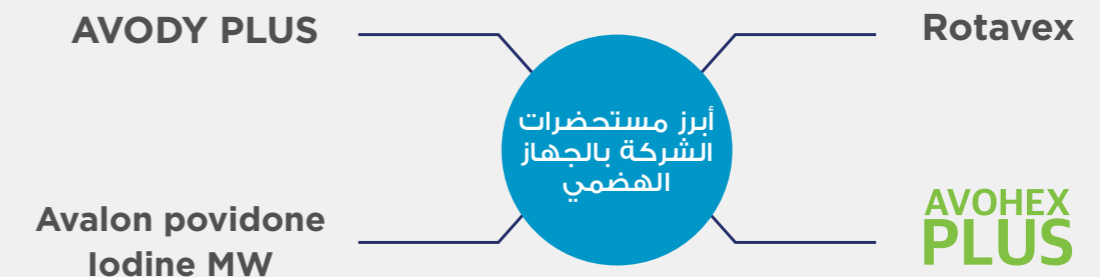 AVODY PLUS
Rotavex
أبرز مستحضرات
الشركة بالجهاز
الهضمي
Avalon povidone
Iodine MW
AVOHEX
PLUS